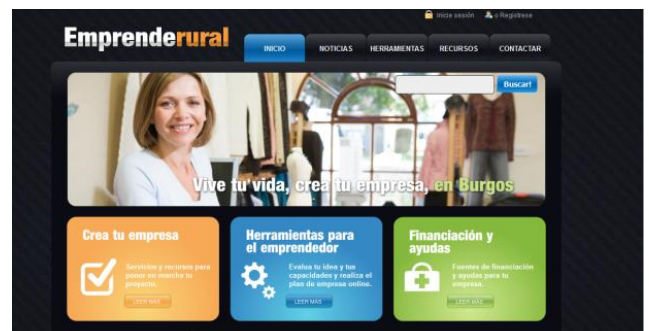 Inicie sesión o Regístrese
Emprenderural
INICIO NOTICIAS HERRAMIENTAS RECURSOS CONTACTAR
Buscar!
Vive tu vida, crea tu empresa, en Burgos
Crea tu empresa
Servicios y recursos para
poner en marcha tu
proyecto.
LEER MÁS
Herramientas para
el emprendedor
Evalua tu idea y tus
capacidades y realiza el
plan de empresa online.
LEER MÁS
Financiación y
ayudas
Fuentes de financiación
y ayudas para tu
empresa.
LEER MÁS